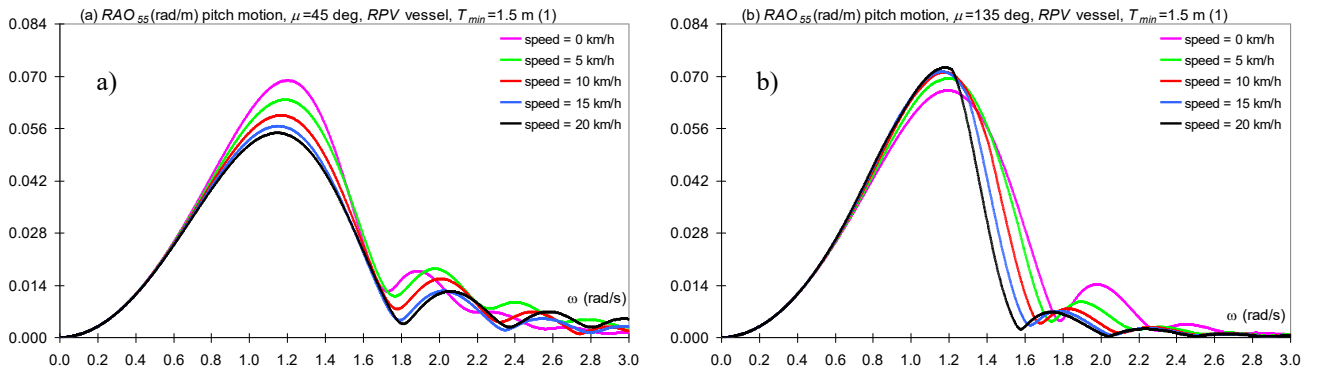 (a) RAO 55 (rad/m) pitch motion, μ=45 deg, RPV vessel, T min =1.5 m (1)
0.084
0.070
0.056
0.042
0.028
0.014
0.000
a)
speed = 0 km/h
speed = 5 km/h
speed = 10 km/h
speed = 15 km/h
speed = 20 km/h
ω (rad/s)
0.0 0.2 0.4 0.6 0.8 1.0 1.2 1.4 1.6 1.8 2.0 2.2 2.4 2.6 2.8 3.0
(b) RAO 55 (rad/m) pitch motion, μ=135 deg, RPV vessel, T min =1.5 m (1)
0.084
0.070
0.056
0.042
0.028
0.014
0.000
b)
speed = 0 km/h
speed = 5 km/h
speed = 10 km/h
speed = 15 km/h
speed = 20 km/h
ω (rad/s)
0.0 0.2 0.4 0.6 0.8 1.0 1.2 1.4 1.6 1.8 2.0 2.2 2.4 2.6 2.8 3.0